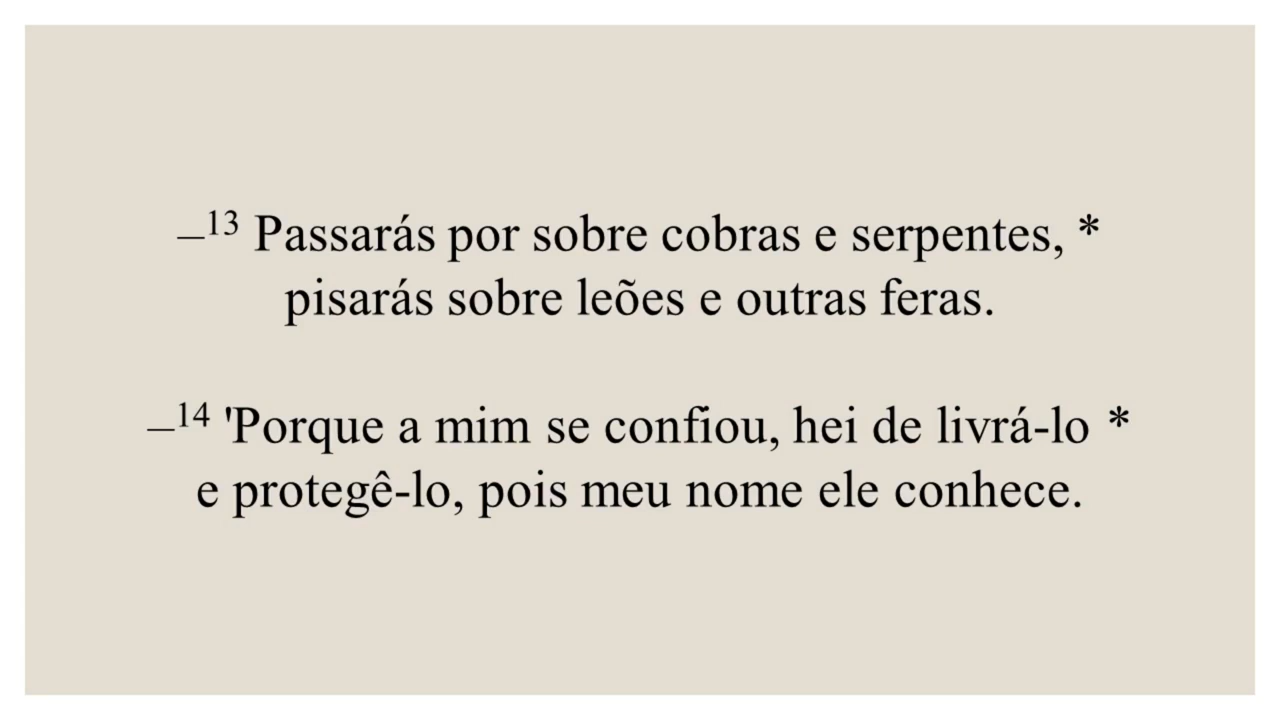 –13 Passarás por sobre cobras e serpentes, *
pisarás sobre leões e outras feras.
–14 'Porque a mim se confiou, hei de livrá-lo *
e protegê-lo, pois meu nome ele conhece.